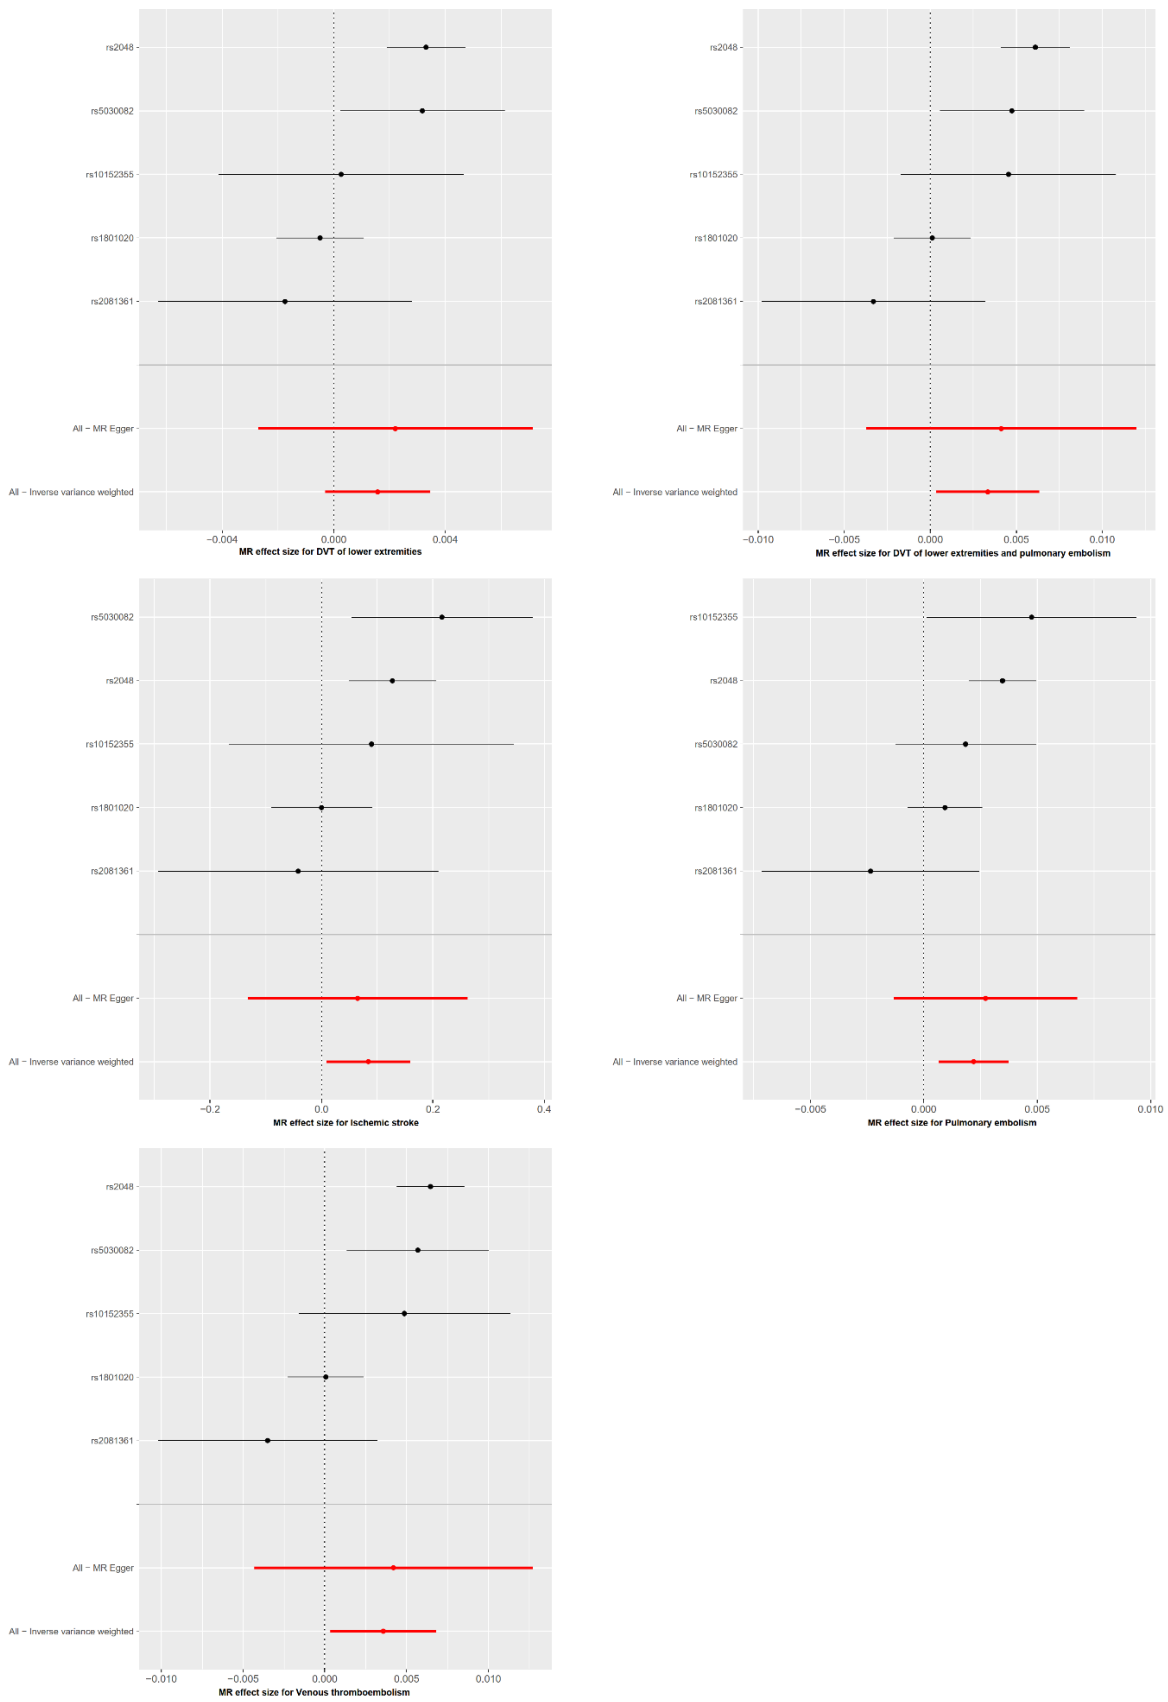 rs2048
rs5030082
rs10152355
rs1801020
rs2081361
All − MR Egger
All − Inverse variance weighted
−0.004 0.000 0.004
MR effect size for DVT of lower extremities
rs2048
rs5030082
rs10152355
rs1801020
rs2081361
All − MR Egger
All − Inverse variance weighted
−0.010 −0.005 0.000 0.005 0.010
MR effect size for DVT of lower extremities and pulmonary embolism
rs5030082
rs2048
rs10152355
rs1801020
rs2081361
All − MR Egger
All − Inverse variance weighted
−0.2 0.0 0.2 0.4
MR effect size for Ischemic stroke
rs10152355
rs2048
rs5030082
rs1801020
rs2081361
All − MR Egger
All − Inverse variance weighted
−0.005 0.000 0.005 0.010
MR effect size for Pulmonary embolism
rs2048
rs5030082
rs10152355
rs1801020
rs2081361
All − MR Egger
All − Inverse variance weighted
−0.010 −0.005 0.000 0.005 0.010
MR effect size for Venous thromboembolism